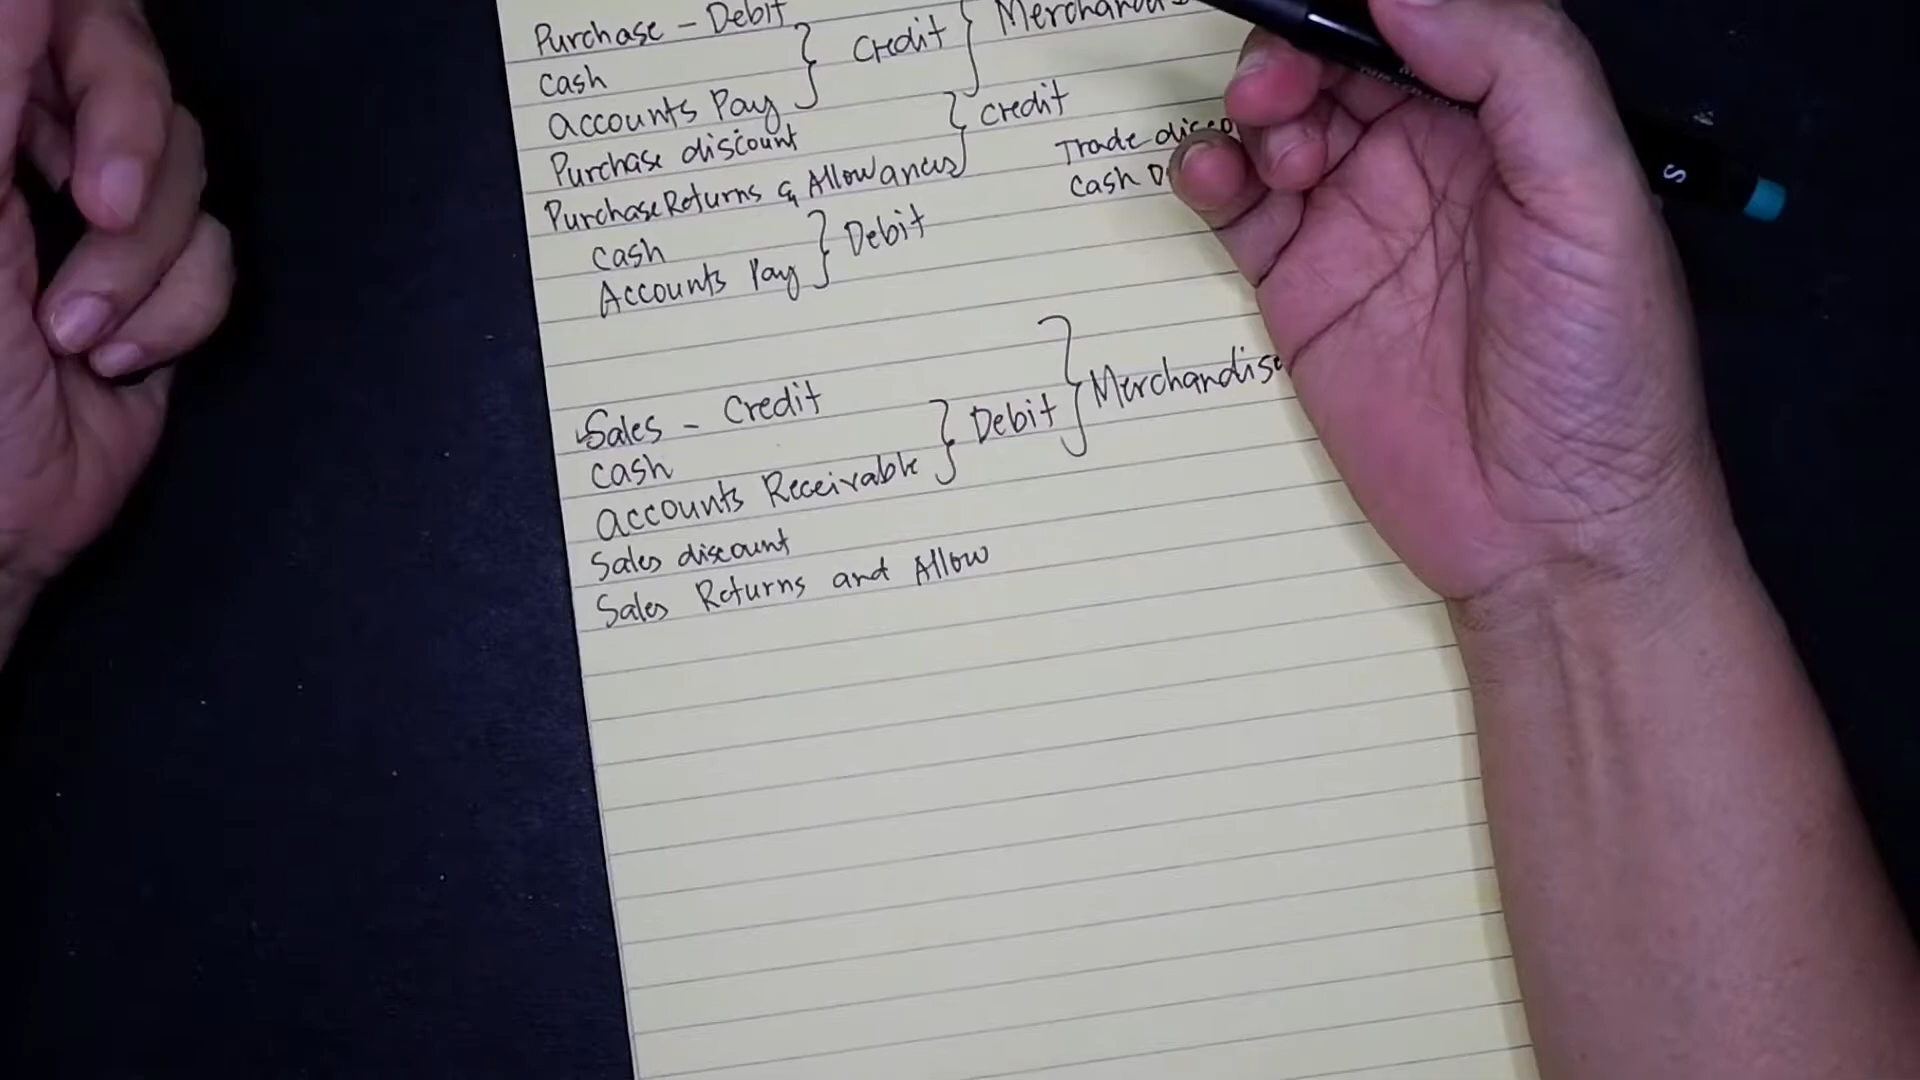 Purchase - Debit
Cash
accounts Pay } Credit }
Purchase discount
Purchase Returns & Allowances } Credit
Trade
Cash
Cash
Accounts Pay } Debit
Sales - Credit
Cash
accounts Receivable } Debit } Merchandise
Sales discount
Sales Returns and Allow
S